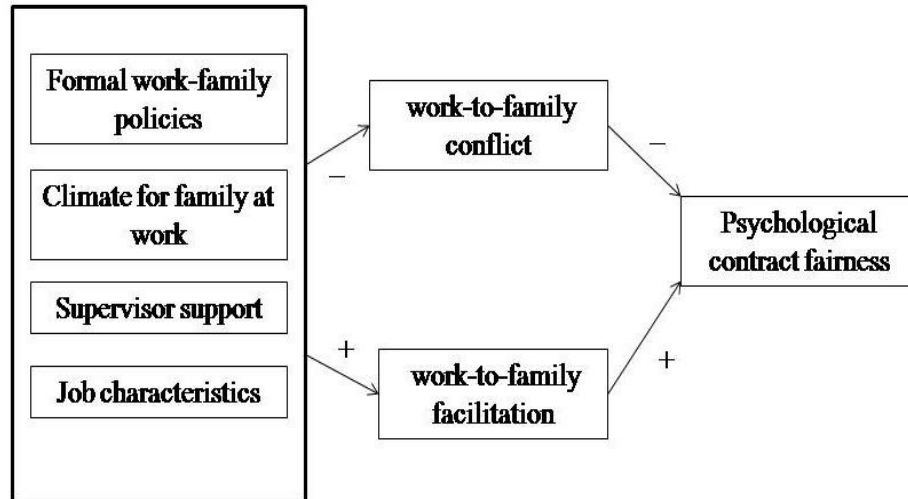 Formal work-family
policies
Climate for family at
work
Supervisor support
Job characteristics
work-to-family
conflict
–
–
Psychological
contract fairness
+
+
work-to-family
facilitation